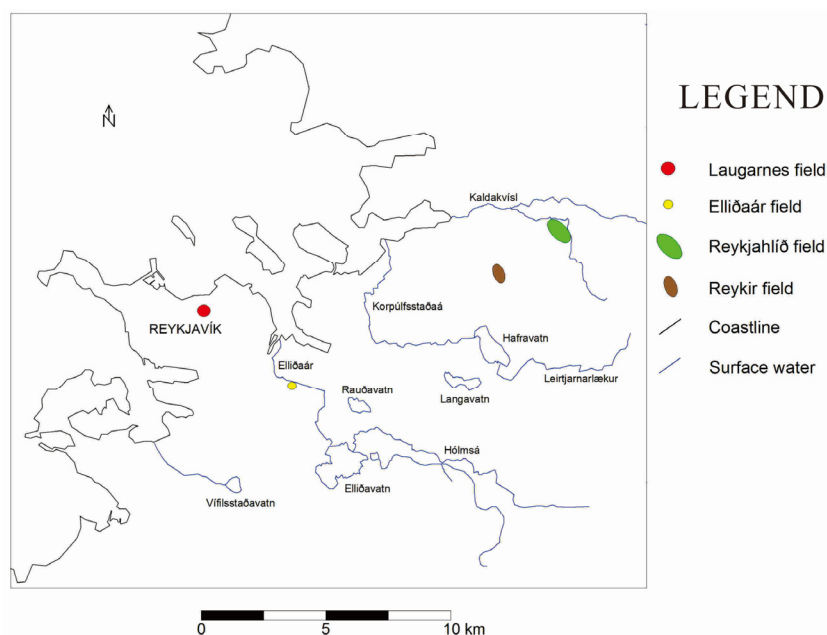 LEGEND
N
Laugarnes field
Elliðaár field
Reykjahlíð field
Reykir field
Coastline
Surface water
Kaldakvísl
Korpúlfsstaðaá
REYKJAVÍK
Hafravatn
Elliðaár
Leirtjarnarlækur
Rauðavatn
Langavatn
Hólmsá
Elliðavatn
Vífilsstaðavatn
0 5 10 km